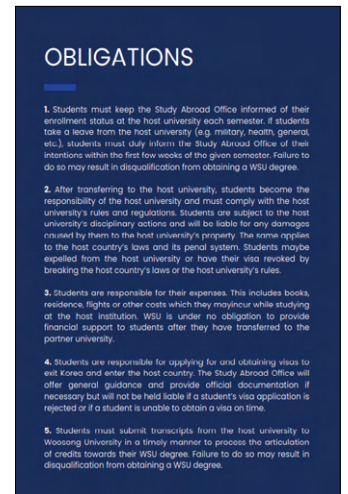 OBLIGATIONS
1. Students must keep the Study Abroad Office informed of their
enrollment status at the host university each semester. If students
take a leave from the host university (e.g. military, health, general,
etc.), students must duly inform the Study Abroad Office of their
intentions within the first few weeks of the given semester. Failure to
do so may result in disqualification from obtaining a WSU degree.
2. After transferring to the host university, students become the
responsibility of the host university and must comply with the host
university's rules and regulations. Students are subject to the host
university's disciplinary actions and will be liable for any damages
caused by them to the host university's property. The same applies
to the host country's laws and its penal system. Students maybe
expelled from the host university or have their visa revoked by
breaking the host country's laws or the host university's rules.
3. Students are responsible for their expenses. This includes books,
residence, flights or other costs which they mayincur while studying
at the host institution. WSU is under no obligation to provide
financial support to students after they have transferred to the
partner university.
4. Students are responsible for applying for and obtaining visas to
exit Korea and enter the host country. The Study Abroad Office will
offer general guidance and provide official documentation if
necessary but will not be held liable if a student's visa application is
rejected or if a student is unable to obtain a visa on time.
5. Students must submit transcripts from the host university to
Woosong University in a timely manner to process the articulation
of credits towards their WSU degree. Failure to do so may result in
disqualification from obtaining a WSU degree.